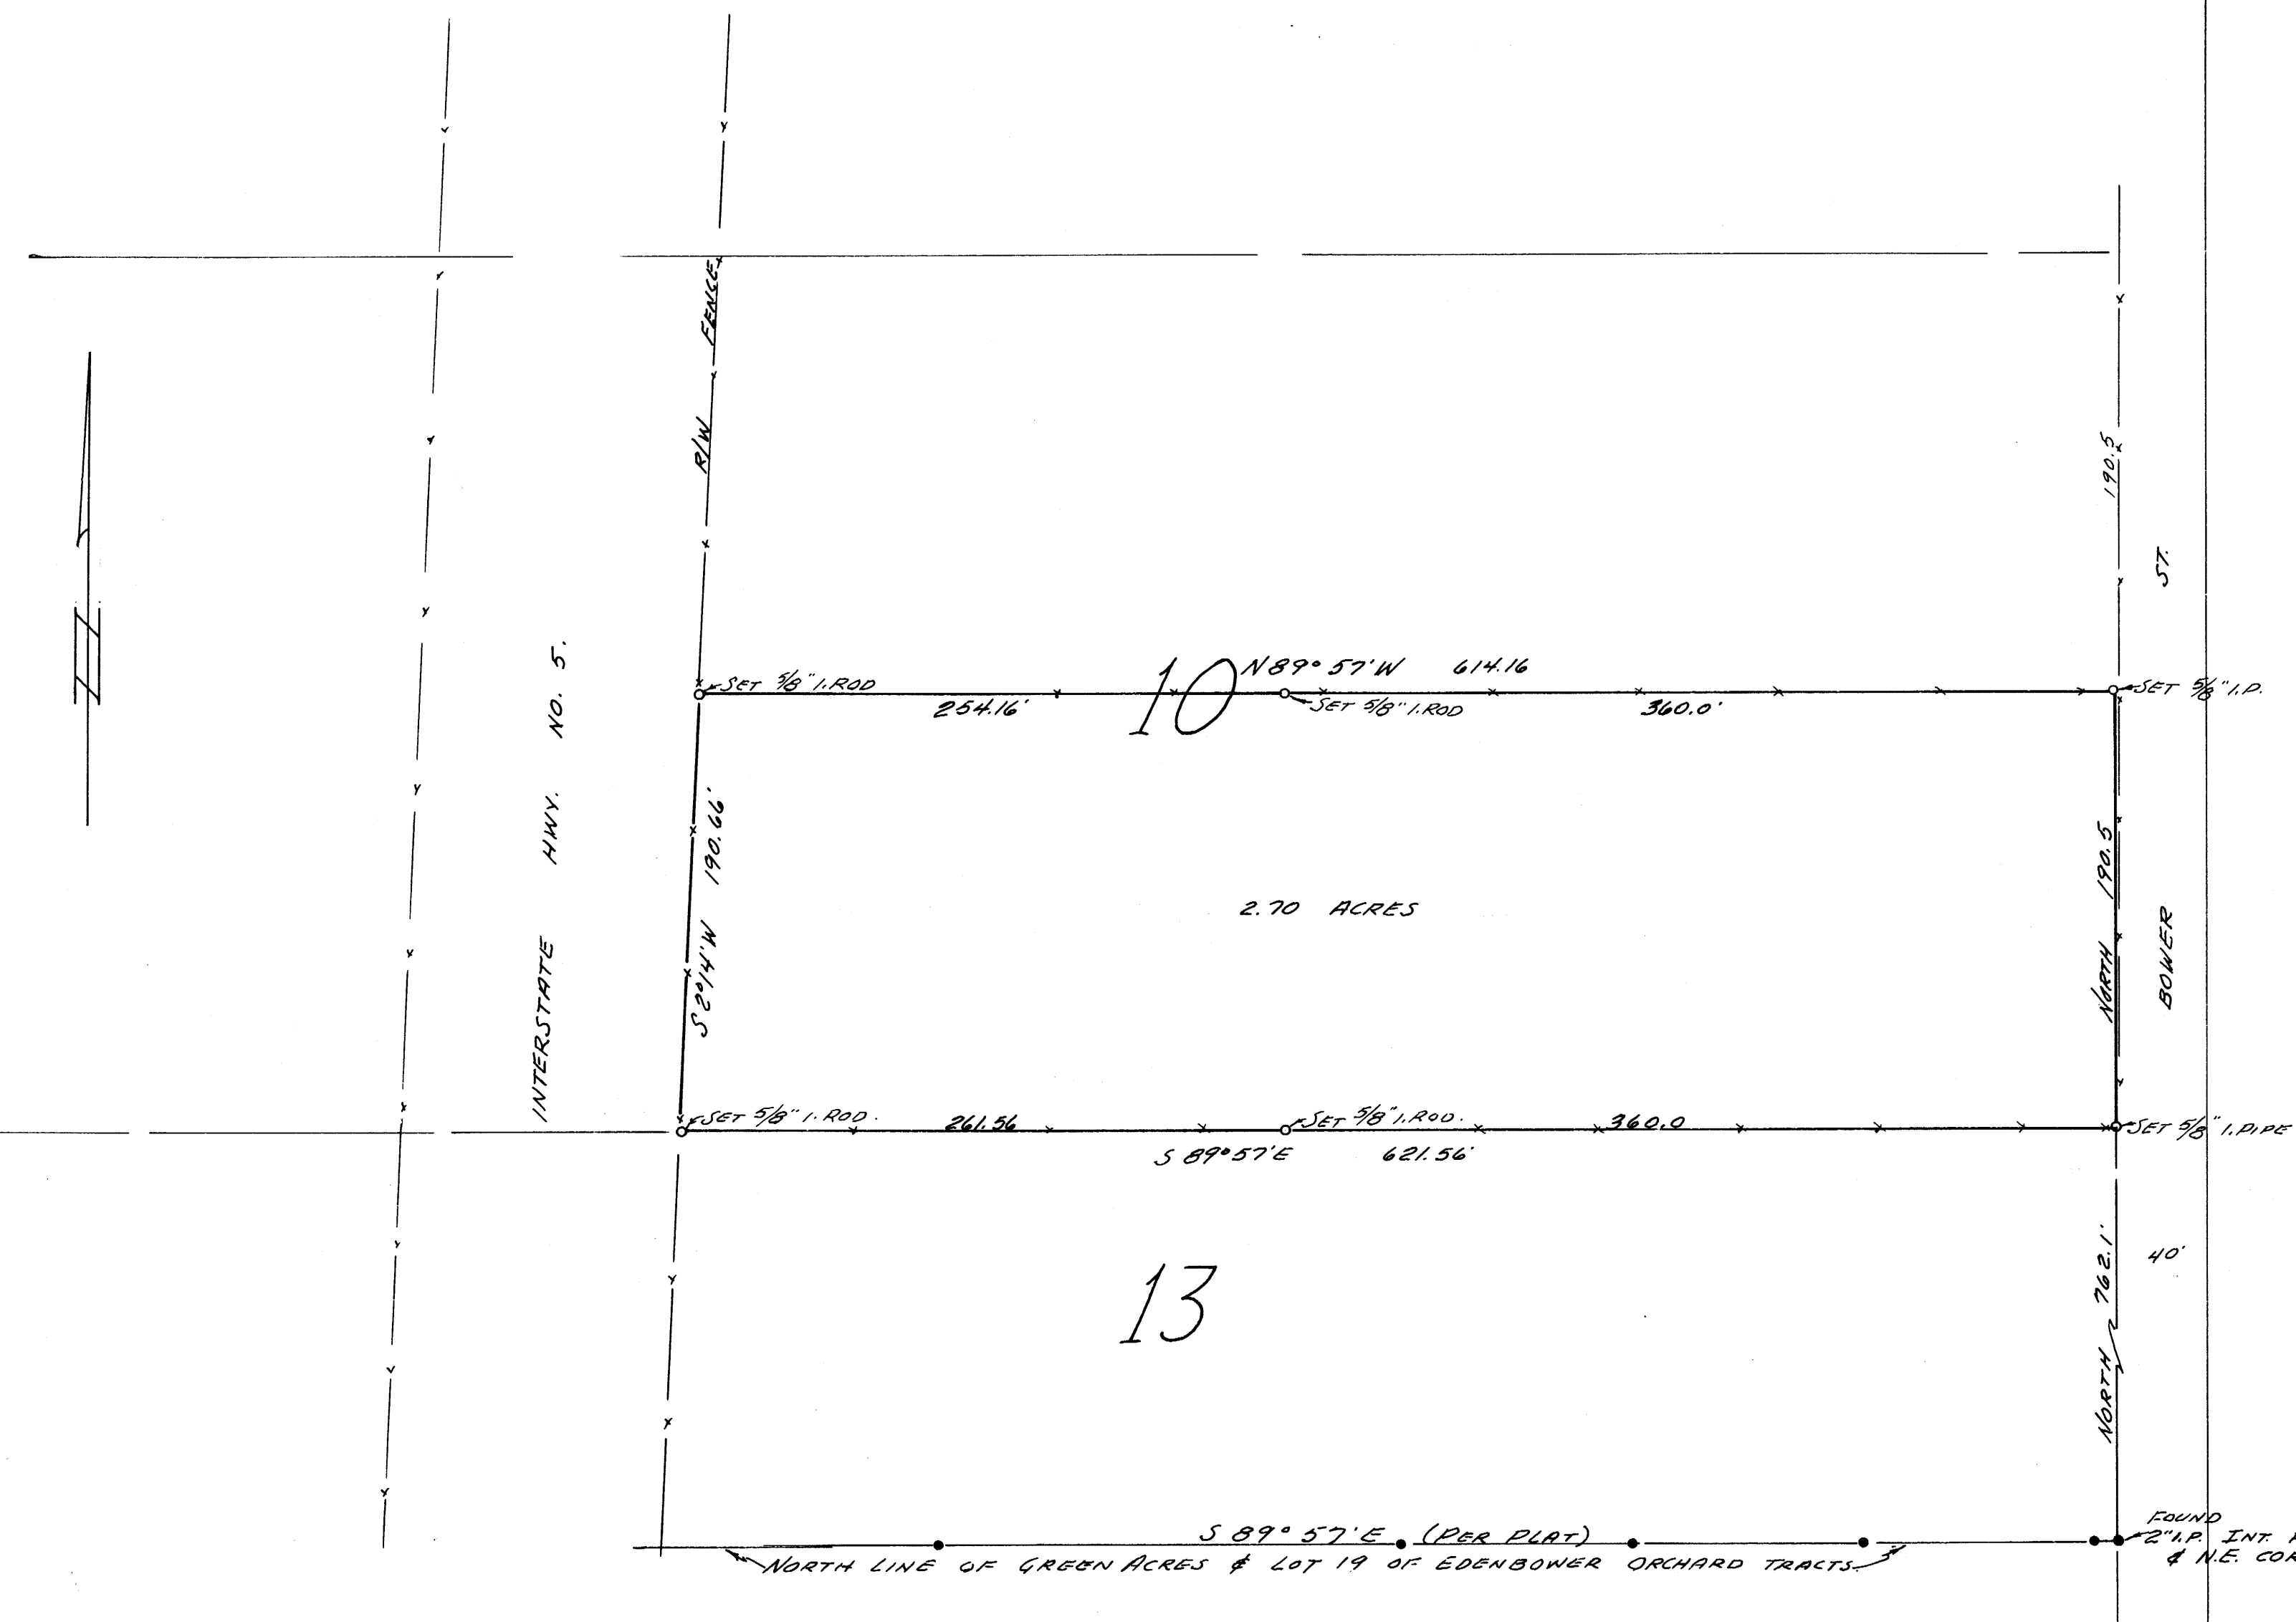 R/W FENCE
190.5
ST.
INTERSTATE HWY. NO. 5.
10
N 89° 57' W 614.16
SET 5/8" I. ROD
254.16'
SET 5/8" I. ROD
360.0'
SET 5/8" I.P.
S 2° 14' W 190.66'
2.70 ACRES
NORTH 190.5
BOWER
SET 5/8" I. ROD.
261.56
SET 5/8" I. ROD.
360.0
SET 5/8" I. PIPE
S 89° 57' E 621.56'
13
NORTH 762.1'
40'
S 89° 57' E (PER PLAT)
NORTH LINE OF GREEN ACRES & LOT 19 OF EDENBOWER ORCHARD TRACTS.
FOUND
2" I.P. INT.
& N.E. COR